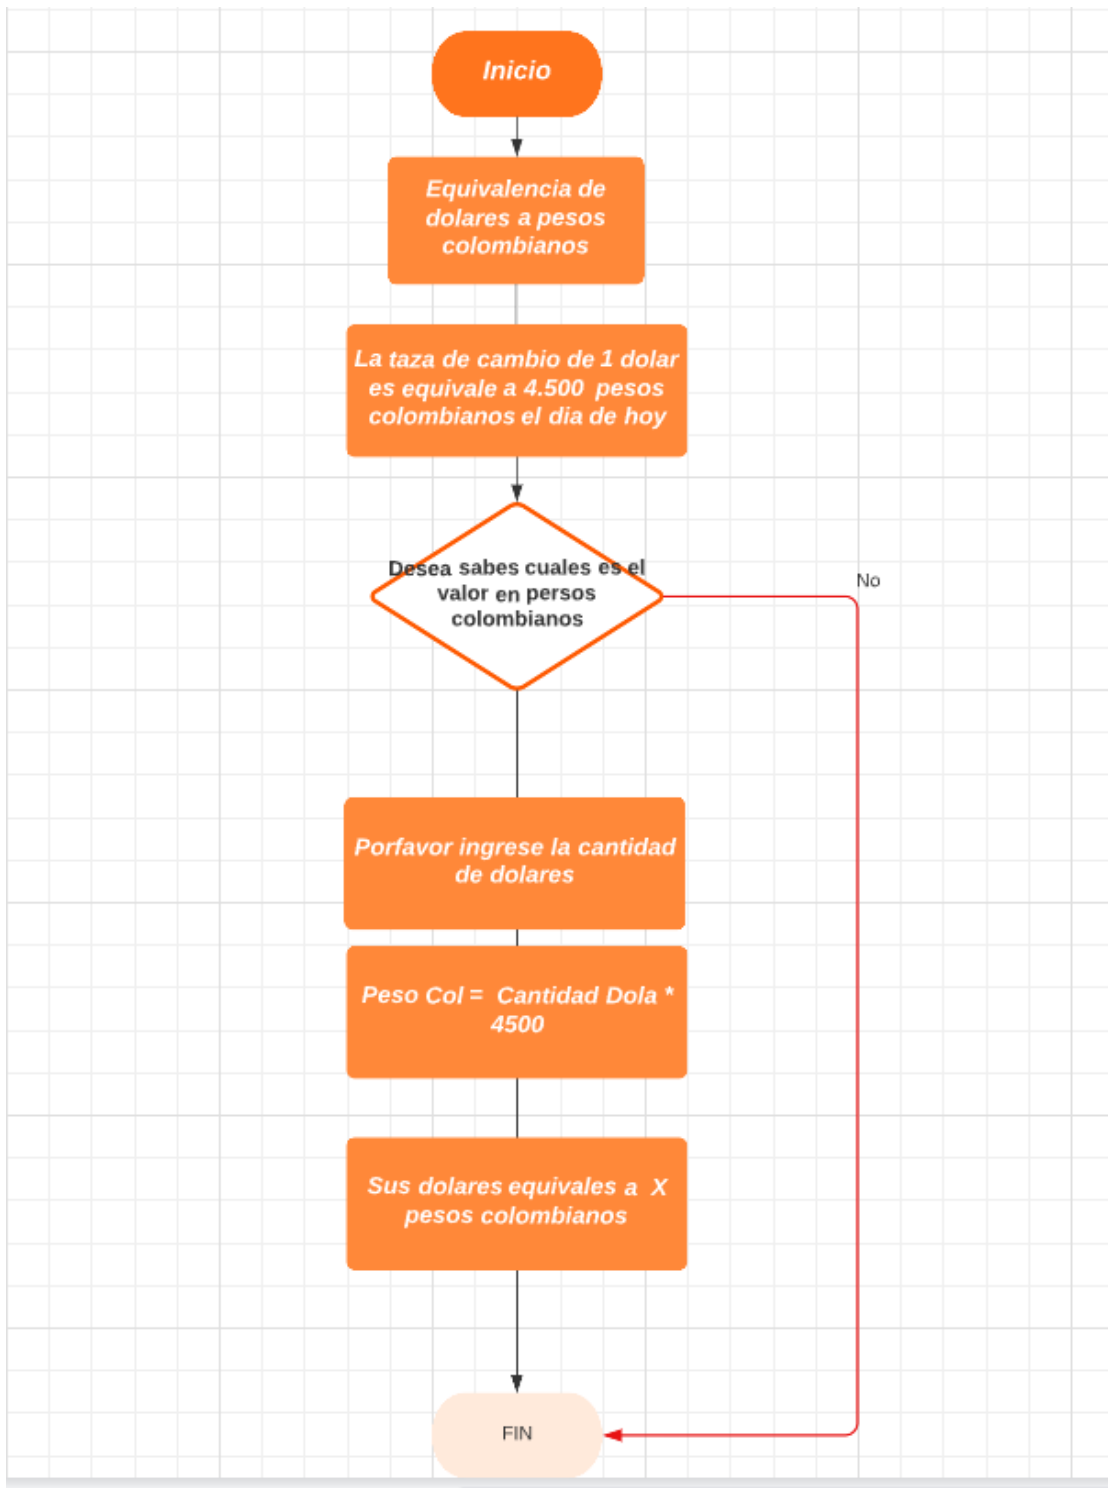 Inicio
Equivalencia de
dolares a pesos
colombianos
La taza de cambio de 1 dolar
es equivale a 4.500 pesos
colombianos el dia de hoy
Desea sabes cuales es el
valor en persos
colombianos
No
Porfavor ingrese la cantidad
de dolares
Peso Col = Cantidad Dola *
4500
Sus dolares equivales a X
pesos colombianos
FIN